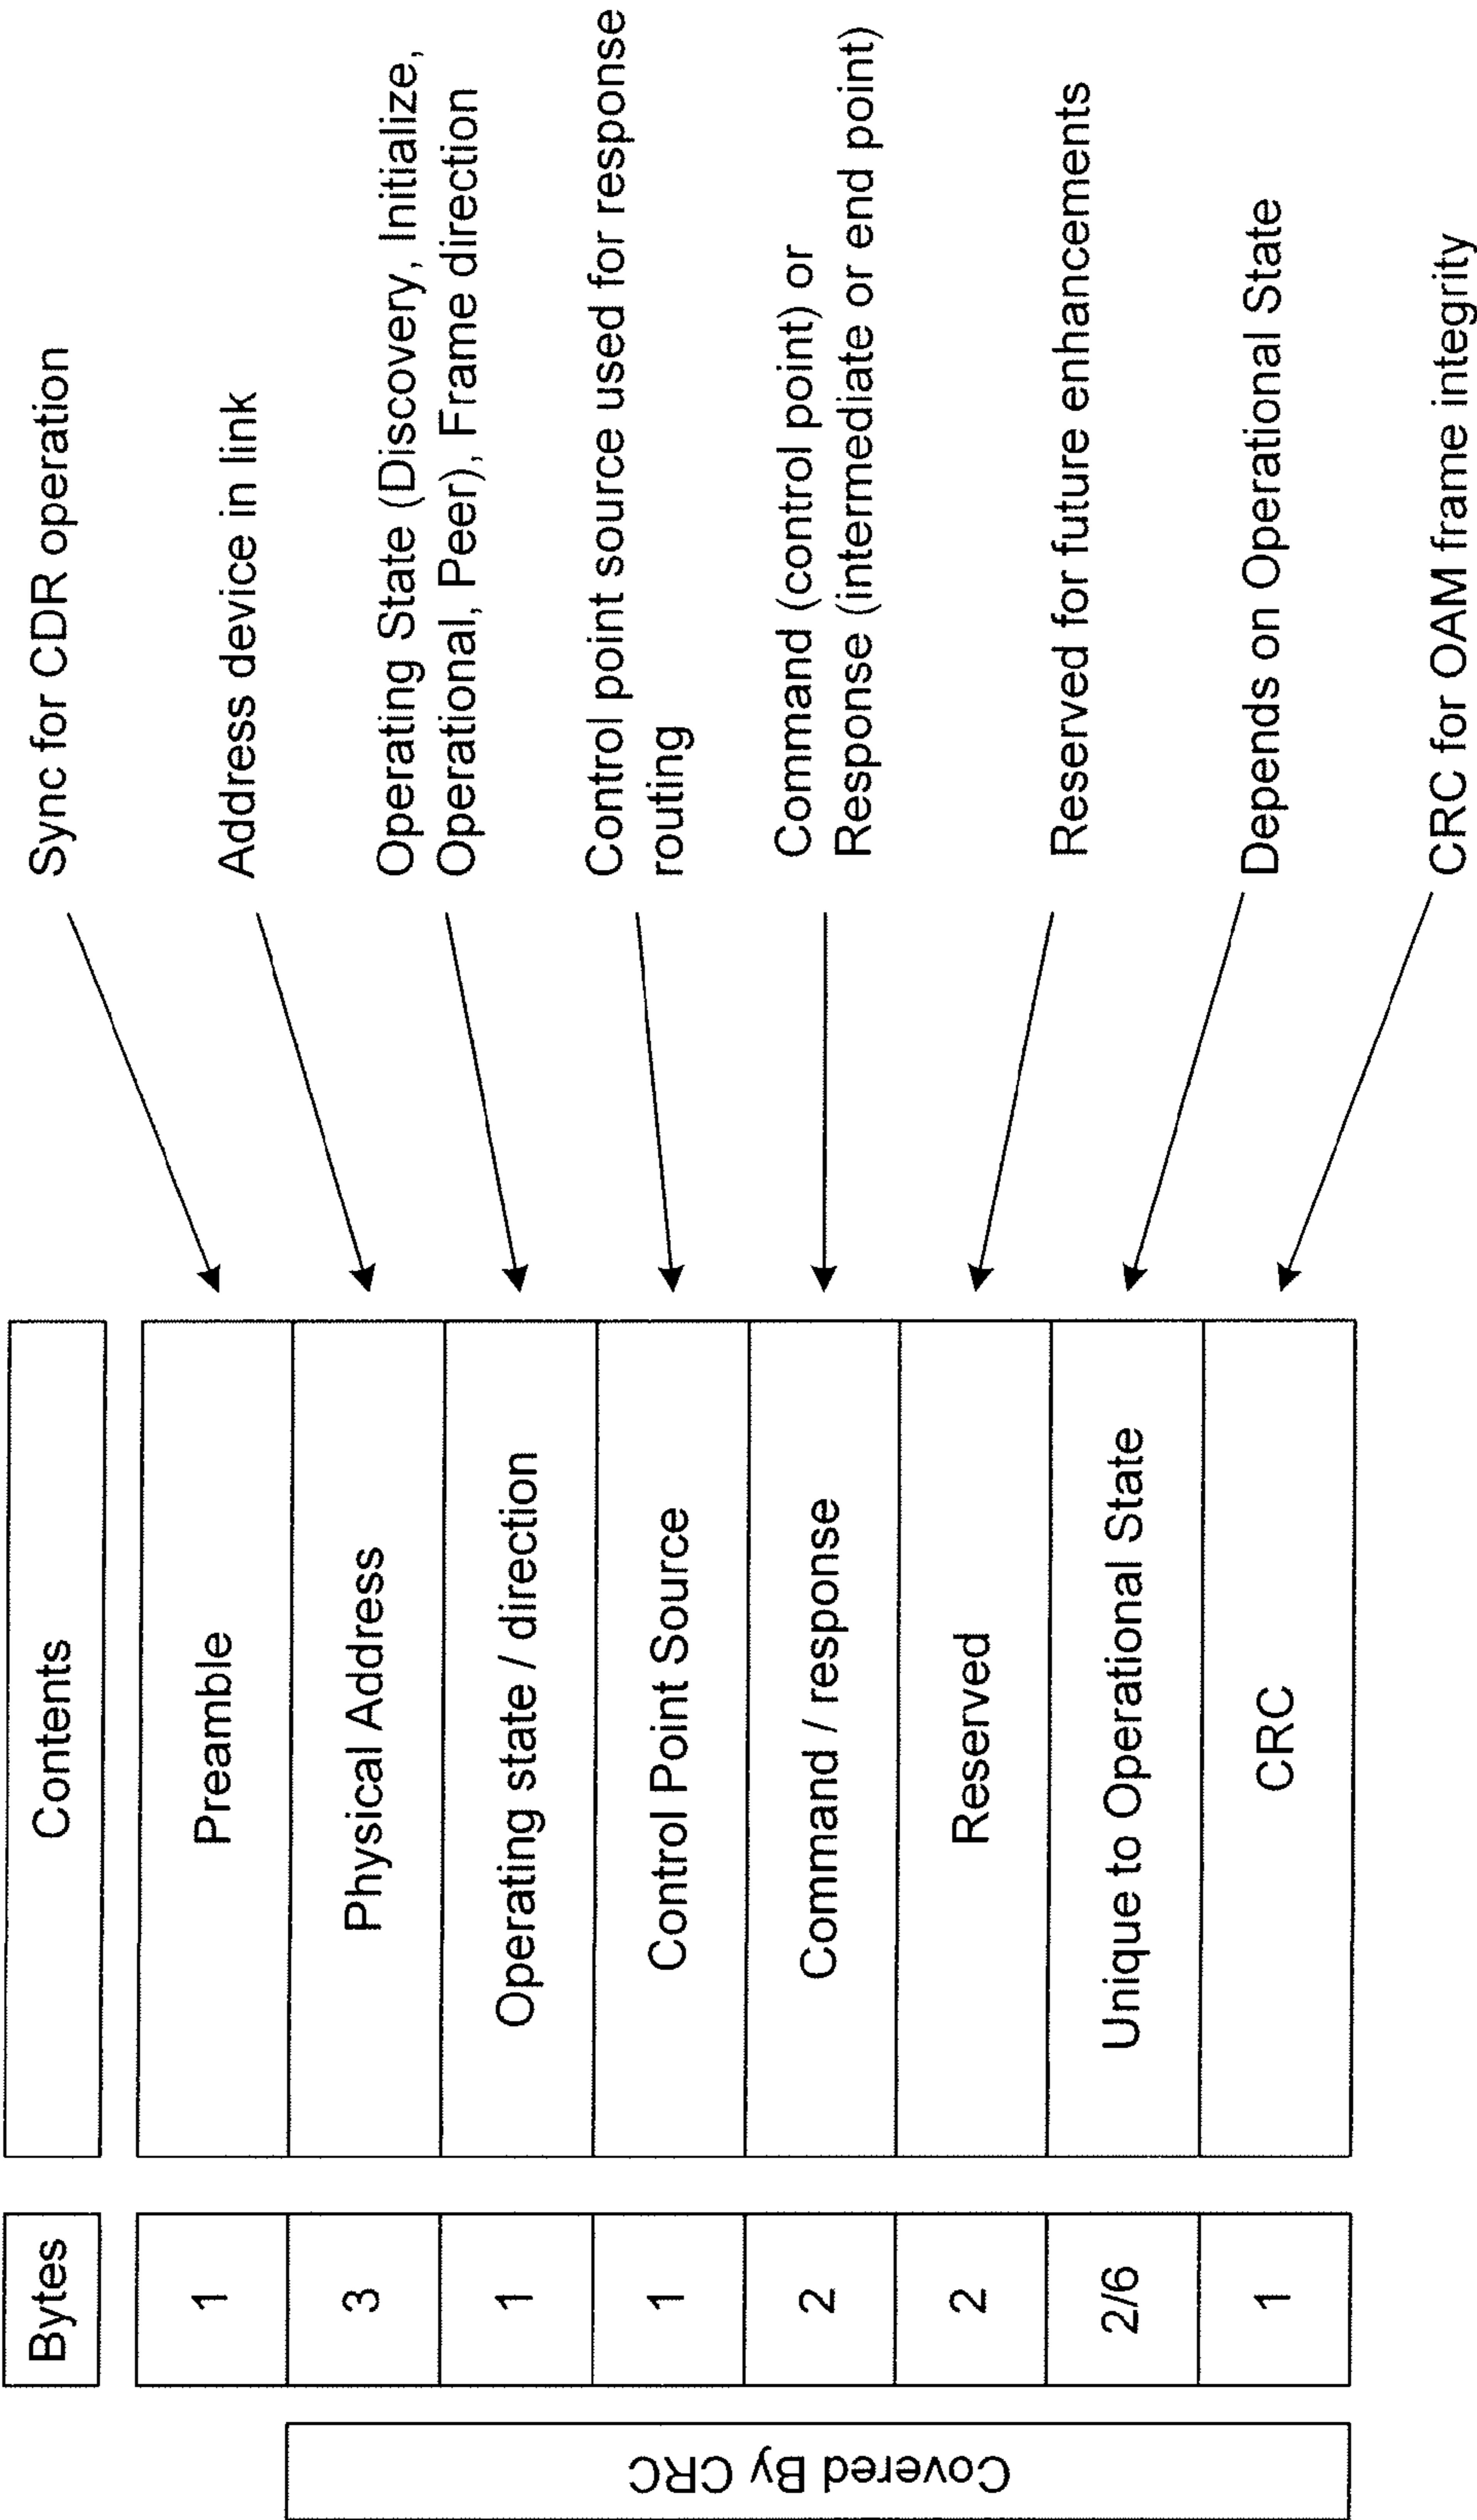 Bytes
Contents
1
Preamble
Sync for CDR operation
3
Physical Address
Address device in link
1
Operating state / direction
Operating State (Discovery, Initialize,
Operational, Peer), Frame direction
1
Control Point Source
Control point source used for response
routing
2
Command / response
Command (control point) or
Response (intermediate or end point)
2
Reserved
Reserved for future enhancements
2/6
Unique to Operational State
Depends on Operational State
1
CRC
CRC for OAM frame integrity
Covered By CRC